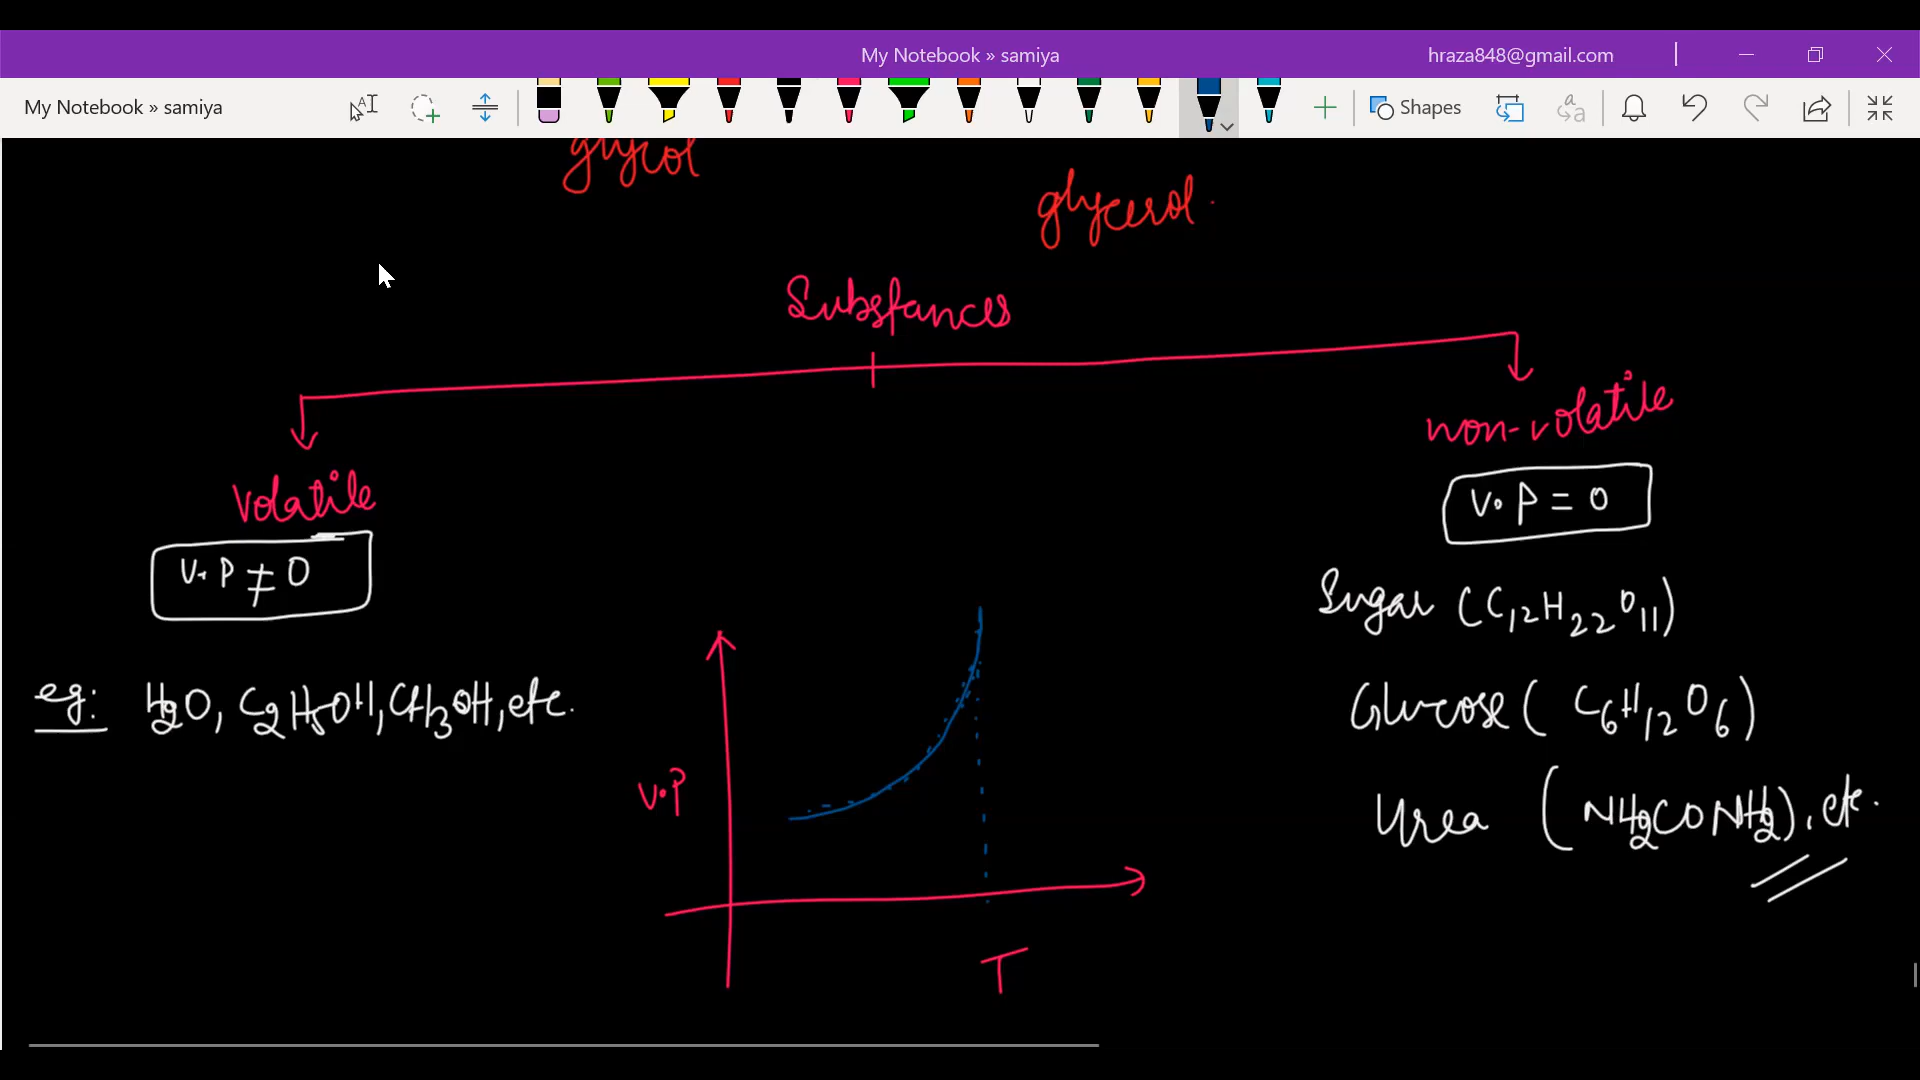 My Notebook » samiya
hraza848@gmail.com
My Notebook » samiya
Shapes
glycol
glycerol.
Substances
Volatile
non-volatile
V.P ≠ 0
V.P = 0
eg: H2O, C2H5OH, CH3OH, etc.
Sugar (C12H22O11)
Glucose (C6H12O6)
Urea (NH2CONH2), etc.
V.P
T